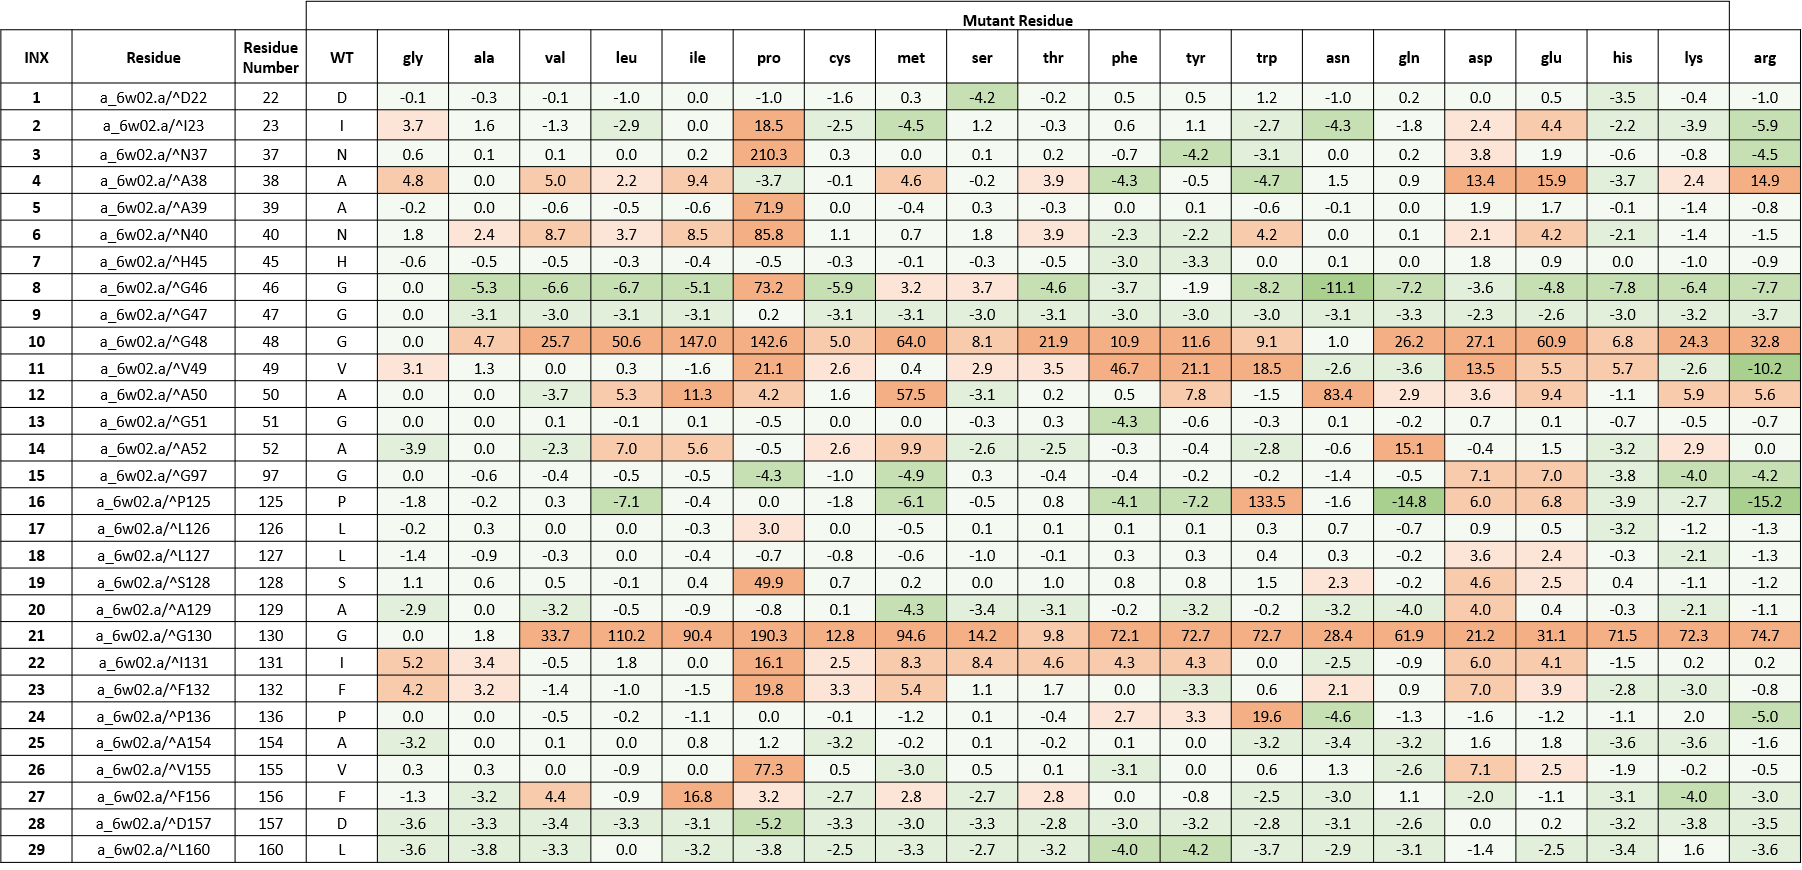 Mutant Residue
INX Residue Residue Number WT gly ala val leu ile pro cys met ser thr phe tyr trp asn gln asp glu his lys arg
1 a_6w02.a/^D22 22 D -0.1 -0.3 -0.1 -1.0 0.0 -1.0 -1.6 0.3 -4.2 -0.2 0.5 0.5 1.2 -1.0 0.2 0.0 0.5 -3.5 -0.4 -1.0
2 a_6w02.a/^I23 23 I 3.7 1.6 -1.3 -2.9 0.0 18.5 -2.5 -4.5 1.2 -0.3 0.6 1.1 -2.7 -4.3 -1.8 2.4 4.4 -2.2 -3.9 -5.9
3 a_6w02.a/^N37 37 N 0.6 0.1 0.1 0.0 0.2 210.3 0.3 0.0 0.1 0.2 -0.7 -4.2 -3.1 0.0 0.2 3.8 1.9 -0.6 -0.8 -4.5
4 a_6w02.a/^A38 38 A 4.8 0.0 5.0 2.2 9.4 -3.7 -0.1 4.6 -0.2 3.9 -4.3 -0.5 -4.7 1.5 0.9 13.4 15.9 -3.7 2.4 14.9
5 a_6w02.a/^A39 39 A -0.2 0.0 -0.6 -0.5 -0.6 71.9 0.0 -0.4 0.3 -0.3 0.0 0.1 -0.6 -0.1 0.0 1.9 1.7 -0.1 -1.4 -0.8
6 a_6w02.a/^N40 40 N 1.8 2.4 8.7 3.7 8.5 85.8 1.1 0.7 1.8 3.9 -2.3 -2.2 4.2 0.0 0.1 2.1 4.2 -2.1 -1.4 -1.5
7 a_6w02.a/^H45 45 H -0.6 -0.5 -0.5 -0.3 -0.4 -0.5 -0.3 -0.1 -0.3 -0.5 -3.0 -3.3 0.0 0.1 0.0 1.8 0.9 0.0 -1.0 -0.9
8 a_6w02.a/^G46 46 G 0.0 -5.3 -6.6 -6.7 -5.1 73.2 -5.9 3.2 3.7 -4.6 -3.7 -1.9 -8.2 -11.1 -7.2 -3.6 -4.8 -7.8 -6.4 -7.7
9 a_6w02.a/^G47 47 G 0.0 -3.1 -3.0 -3.1 -3.1 0.2 -3.1 -3.1 -3.0 -3.1 -3.0 -3.0 -3.0 -3.1 -3.3 -2.3 -2.6 -3.0 -3.2 -3.7
10 a_6w02.a/^G48 48 G 0.0 4.7 25.7 50.6 147.0 142.6 5.0 64.0 8.1 21.9 10.9 11.6 9.1 1.0 26.2 27.1 60.9 6.8 24.3 32.8
11 a_6w02.a/^V49 49 V 3.1 1.3 0.0 0.3 -1.6 21.1 2.6 0.4 2.9 3.5 46.7 21.1 18.5 -2.6 -3.6 13.5 5.5 5.7 -2.6 -10.2
12 a_6w02.a/^A50 50 A 0.0 0.0 -3.7 5.3 11.3 4.2 1.6 57.5 -3.1 0.2 0.5 7.8 -1.5 83.4 2.9 3.6 9.4 -1.1 5.9 5.6
13 a_6w02.a/^G51 51 G 0.0 0.0 0.1 -0.1 0.1 -0.5 0.0 0.0 -0.3 0.3 -4.3 -0.6 -0.3 0.1 -0.2 0.7 0.1 -0.7 -0.5 -0.7
14 a_6w02.a/^A52 52 A -3.9 0.0 -2.3 7.0 5.6 -0.5 2.6 9.9 -2.6 -2.5 -0.3 -0.4 -2.8 -0.6 15.1 -0.4 1.5 -3.2 2.9 0.0
15 a_6w02.a/^G97 97 G 0.0 -0.6 -0.4 -0.5 -0.5 -4.3 -1.0 -4.9 0.3 -0.4 -0.4 -0.2 -0.2 -1.4 -0.5 7.1 7.0 -3.8 -4.0 -4.2
16 a_6w02.a/^P125 125 P -1.8 -0.2 0.3 -7.1 -0.4 0.0 -1.8 -6.1 -0.5 0.8 -4.1 -7.2 133.5 -1.6 -14.8 6.0 6.8 -3.9 -2.7 -15.2
17 a_6w02.a/^L126 126 L -0.2 0.3 0.0 0.0 -0.3 3.0 0.0 -0.5 0.1 0.1 0.1 0.1 0.3 0.7 -0.7 0.9 0.5 -3.2 -1.2 -1.3
18 a_6w02.a/^L127 127 L -1.4 -0.9 -0.3 0.0 -0.4 -0.7 -0.8 -0.6 -1.0 -0.1 0.3 0.3 0.4 0.3 -0.2 3.6 2.4 -0.3 -2.1 -1.3
19 a_6w02.a/^S128 128 S 1.1 0.6 0.5 -0.1 0.4 49.9 0.7 0.2 0.0 1.0 0.8 0.8 1.5 2.3 -0.2 4.6 2.5 0.4 -1.1 -1.2
20 a_6w02.a/^A129 129 A -2.9 0.0 -3.2 -0.5 -0.9 -0.8 0.1 -4.3 -3.4 -3.1 -0.2 -3.2 -0.2 -3.2 -4.0 4.0 0.4 -0.3 -2.1 -1.1
21 a_6w02.a/^G130 130 G 0.0 1.8 33.7 110.2 90.4 190.3 12.8 94.6 14.2 9.8 72.1 72.7 72.7 28.4 61.9 21.2 31.1 71.5 72.3 74.7
22 a_6w02.a/^I131 131 I 5.2 3.4 -0.5 1.8 0.0 16.1 2.5 8.3 8.4 4.6 4.3 4.3 0.0 -2.5 -0.9 6.0 4.1 -1.5 0.2 0.2
23 a_6w02.a/^F132 132 F 4.2 3.2 -1.4 -1.0 -1.5 19.8 3.3 5.4 1.1 1.7 0.0 -3.3 0.6 2.1 0.9 7.0 3.9 -2.8 -3.0 -0.8
24 a_6w02.a/^P136 136 P 0.0 0.0 -0.5 -0.2 -1.1 0.0 -0.1 -1.2 0.1 -0.4 2.7 3.3 19.6 -4.6 -1.3 -1.6 -1.2 -1.1 2.0 -5.0
25 a_6w02.a/^A154 154 A -3.2 0.0 0.1 0.0 0.8 1.2 -3.2 -0.2 0.1 -0.2 0.1 0.0 -3.2 -3.4 -3.2 1.6 1.8 -3.6 -3.6 -1.6
26 a_6w02.a/^V155 155 V 0.3 0.3 0.0 -0.9 0.0 77.3 0.5 -3.0 0.5 0.1 -3.1 0.0 0.6 1.3 -2.6 7.1 2.5 -1.9 -0.2 -0.5
27 a_6w02.a/^F156 156 F -1.3 -3.2 4.4 -0.9 16.8 3.2 -2.7 2.8 -2.7 2.8 0.0 -0.8 -2.5 -3.0 1.1 -2.0 -1.1 -3.1 -4.0 -3.0
28 a_6w02.a/^D157 157 D -3.6 -3.3 -3.4 -3.3 -3.1 -5.2 -3.3 -3.0 -3.3 -2.8 -3.0 -3.2 -2.8 -3.1 -2.6 0.0 0.2 -3.2 -3.8 -3.5
29 a_6w02.a/^L160 160 L -3.6 -3.8 -3.3 0.0 -3.2 -3.8 -2.5 -3.3 -2.7 -3.2 -4.0 -4.2 -3.7 -2.9 -3.1 -1.4 -2.5 -3.4 1.6 -3.6